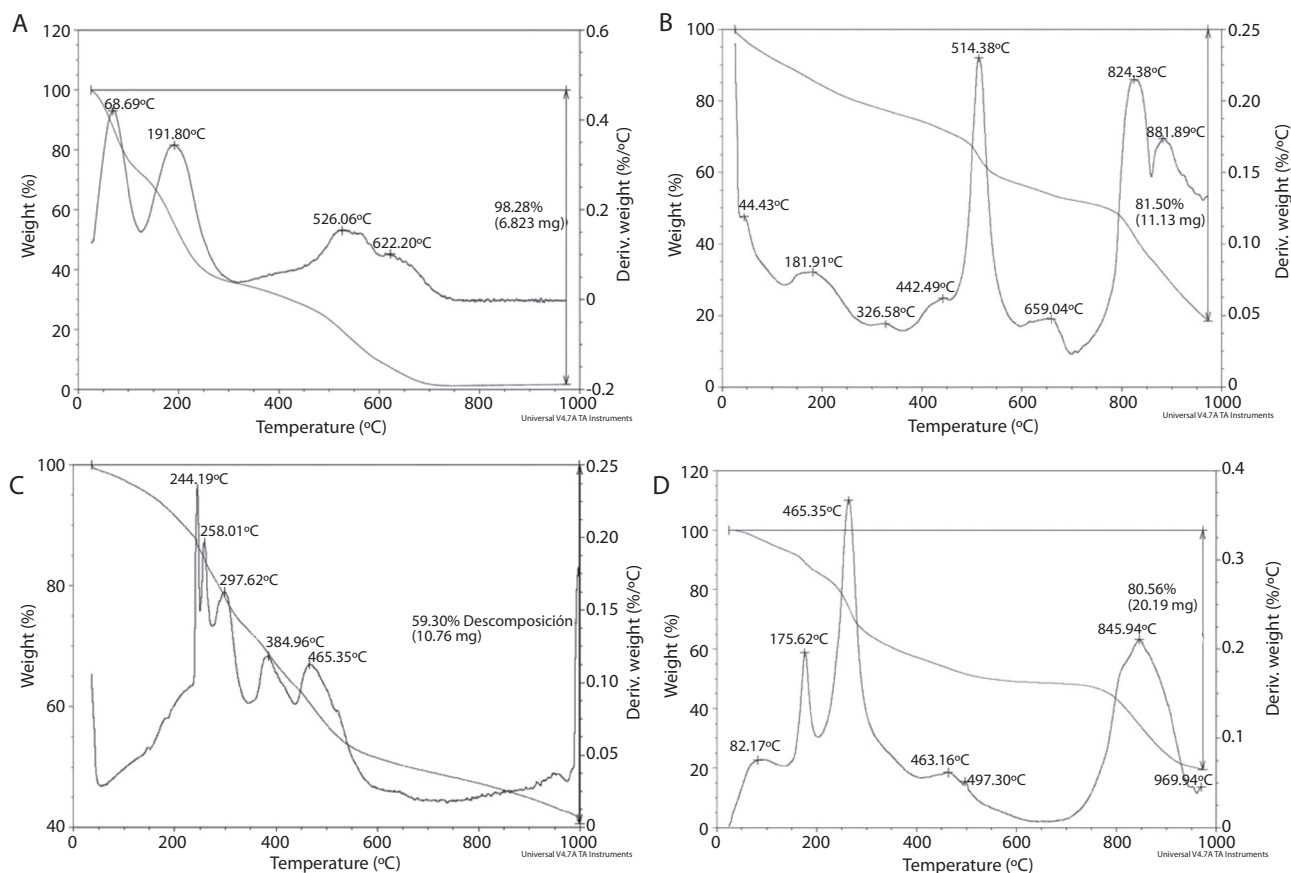 A
120
100
80
60
40
20
0
Weight (%)
68.69ºC
191.80ºC
526.06ºC
622.20ºC
98.28%
(6.823 mg)
0.6
0.4
0.2
0
-0.2
Deriv. weight (%/ºC)
0 200 400 600 800 1000
Temperature (ºC)
Universal V4.7A TA Instruments
B
100
80
60
40
20
0
Weight (%)
44.43ºC
181.91ºC
326.58ºC
442.49ºC
514.38ºC
659.04ºC
824.38ºC
881.89ºC
81.50%
(11.13 mg)
0.25
0.20
0.15
0.10
0.05
0
Deriv. weight (%/ºC)
0 200 400 600 800 1000
Temperature (ºC)
Universal V4.7A TA Instruments
C
100
80
60
40
Weight (%)
244.19ºC
258.01ºC
297.62ºC
384.96ºC
465.35ºC
59.30% Descomposición
(10.76 mg)
0.25
0.20
0.15
0.10
0.05
0
Deriv. weight (%/ºC)
0 200 400 600 800 1000
Temperature (ºC)
Universal V4.7A TA Instruments
D
120
100
80
60
40
20
0
Weight (%)
82.17ºC
175.62ºC
465.35ºC
463.16ºC
497.30ºC
80.56%
(20.19 mg)
845.94ºC
969.94ºC
0.4
0.3
0.2
0.1
0
Deriv. weight (%/ºC)
0 200 400 600 800 1000
Temperature (ºC)
Universal V4.7A TA Instruments